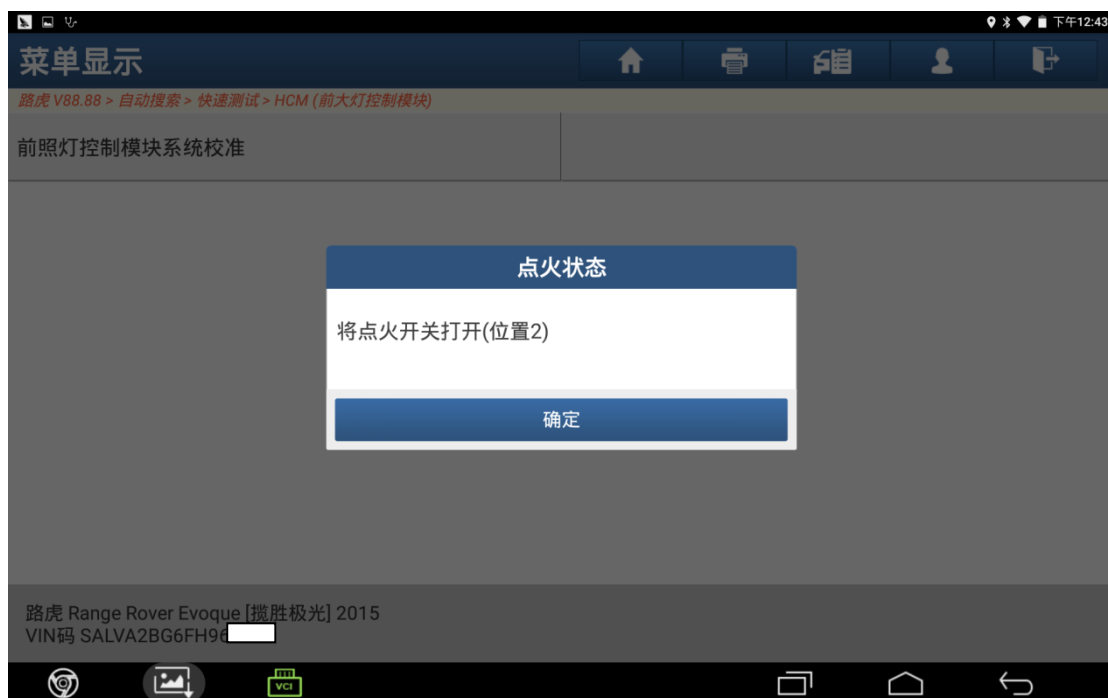 下午12:43
菜单显示
路虎 V88.88 > 自动搜索 > 快速测试 > HCM (前大灯控制模块)
前照灯控制模块系统校准
点火状态
将点火开关打开(位置2)
确定
路虎 Range Rover Evoque [揽胜极光] 2015
VIN码 SALVA2BG6FH96
VCI